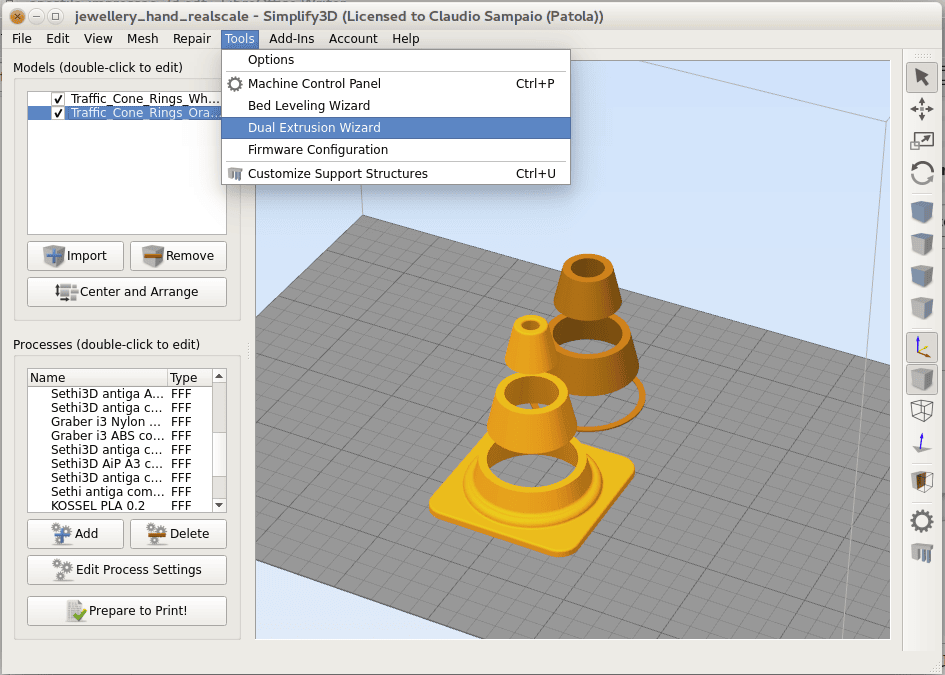 jewellery_hand_realscale - Simplify3D (Licensed to Claudio Sampaio (Patola))
File Edit View Mesh Repair Tools Add-Ins Account Help
Models (double-click to edit)
Traffic_Cone_Rings_Wh...
Traffic_Cone_Rings_Ora...
Options
Machine Control Panel Ctrl+P
Bed Leveling Wizard
Dual Extrusion Wizard
Firmware Configuration
Customize Support Structures Ctrl+U
Import Remove
Center and Arrange
Processes (double-click to edit)
Name Type
Sethi3D antiga A... FFF
Sethi3D antiga c... FFF
Graber i3 Nylon ... FFF
Graber i3 ABS co... FFF
Sethi3D antiga c... FFF
Sethi3D AiP A3 c... FFF
Sethi3D antiga c... FFF
Sethi antiga com... FFF
KOSSEL PLA 0.2 FFF
Add Delete
Edit Process Settings
Prepare to Print!